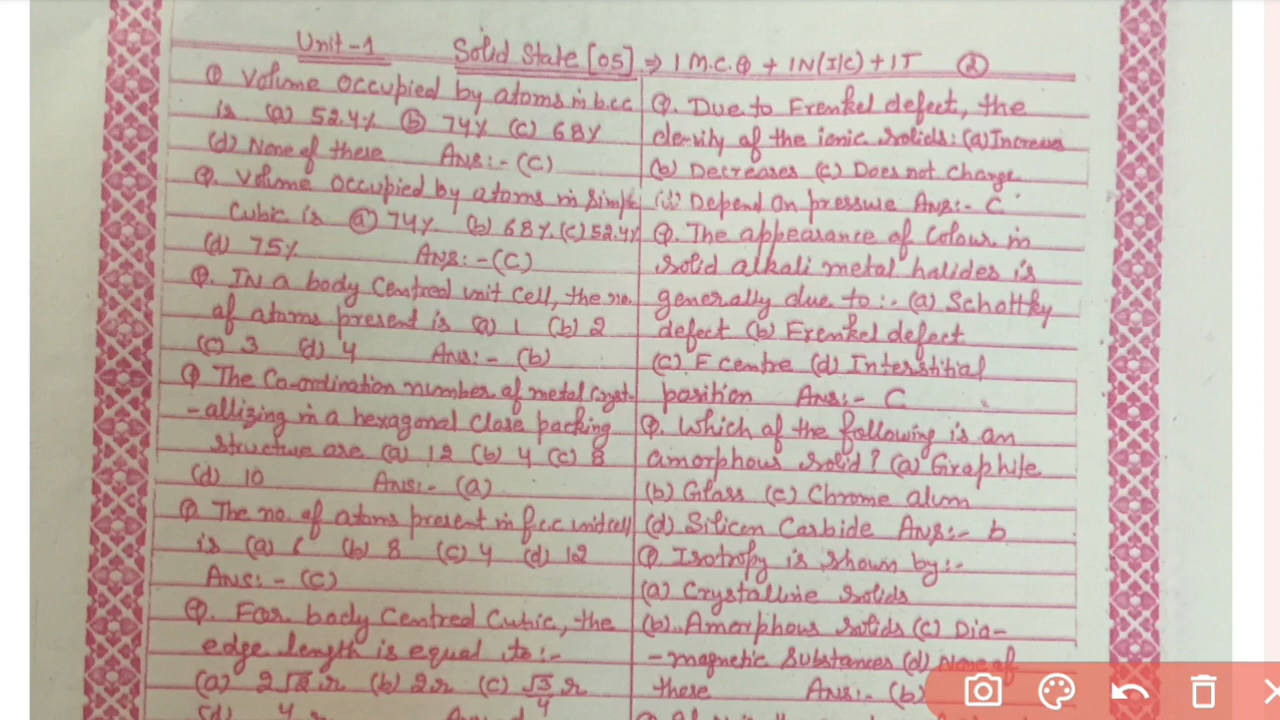 Unit-1 Solid State [05] ⇒ 1 M.C.Q + 1N(I/C) + 1T (2)
Q Volume occupied by atoms in b.c.c
is (a) 52.4% (b) 74% (c) 68%
(d) None of these Ans:- (C)
Q. Volume occupied by atoms in simple
Cubic is (a) 74% (b) 68% (c) 52.4%
(d) 75% Ans:- (C)
Q. IN a body Centred unit cell, the no.
of atoms present is (a) 1 (b) 2
(c) 3 (d) 4 Ans:- (b)
Q The Co-ordination number of metal Cryst-
-allizing in a hexagonal close packing
structure are (a) 12 (b) 4 (c) 8
(d) 10 Ans:- (a)
Q The no. of atoms present in f.c.c unit cell
is (a) 6 (b) 8 (c) 4 (d) 12
Ans:- (C)
Q. For body Centred Cubic, the
edge length is equal to:-
(a) 2√2 r (b) 2r (c) √3/4 r
(d) 4 r
Q. Due to Frenkel defect, the
density of the ionic solids: (a) Increases
(b) Decreases (c) Does not change
(d) Depend on pressure Ans:- C
Q. The appearance of Colour in
solid alkali metal halides is
generally due to:- (a) Schottky
defect (b) Frenkel defect
(c) F centre (d) Interstitial
position Ans:- C
Q. Which of the following is an
amorphous solid? (a) Graphite
(b) Glass (c) Chrome alum
(d) Silicon Carbide Ans:- b
Q. Isotropy is shown by:-
(a) Crystalline solids
(b) Amorphous solids (c) Dia-
-magnetic Substances (d) None of
these Ans:- (b)